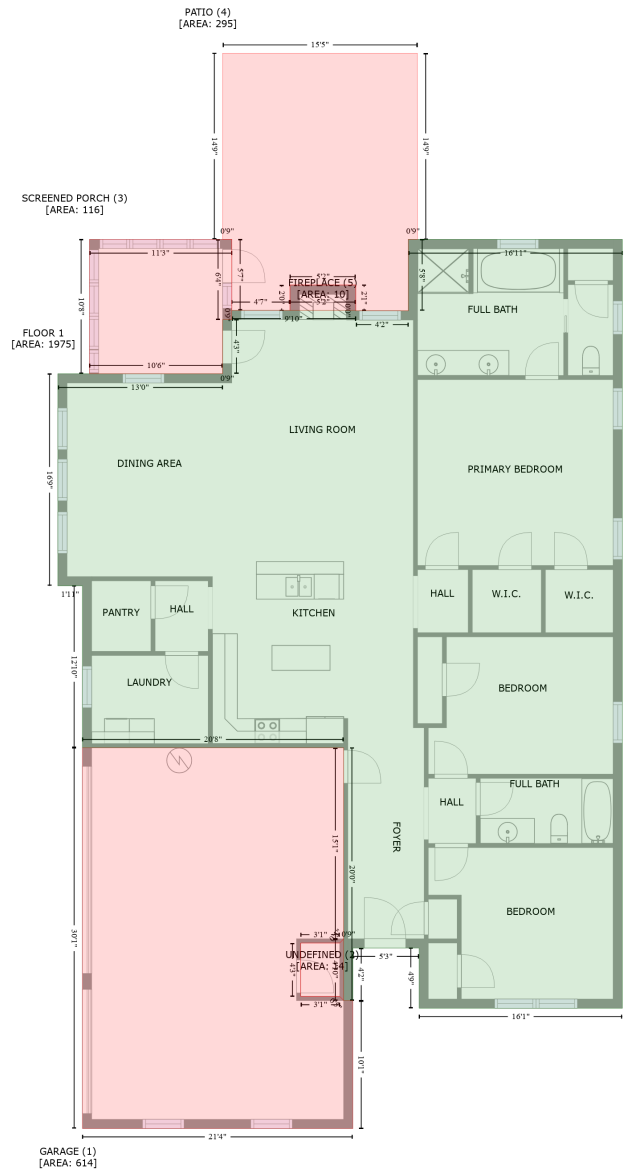 PATIO (4)
[AREA: 295]
15'5"
14'9"
14'9"
SCREENED PORCH (3)
[AREA: 116]
0'9"
0'9"
11'3"
16'11"
6'4"
5'7"
5'8"
FULL BATH
5'2"
FIREPLACE (5)
[AREA: 10]
2'0"
2'1"
4'7"
5'2"
9'10"
4'2"
10'8"
FLOOR 1
[AREA: 1975]
4'3"
10'6"
0'9"
13'0"
LIVING ROOM
DINING AREA
PRIMARY BEDROOM
16'9"
1'11"
PANTRY
HALL
KITCHEN
HALL
W.I.C.
W.I.C.
12'10"
LAUNDRY
BEDROOM
20'8"
FULL BATH
HALL
FOYER
15'1"
20'0"
30'1"
BEDROOM
3'1"
0'9"
UNDEFINED (2)
[AREA: 14]
5'3"
4'3"
4'2"
4'9"
3'1"
16'1"
10'1"
21'4"
GARAGE (1)
[AREA: 614]